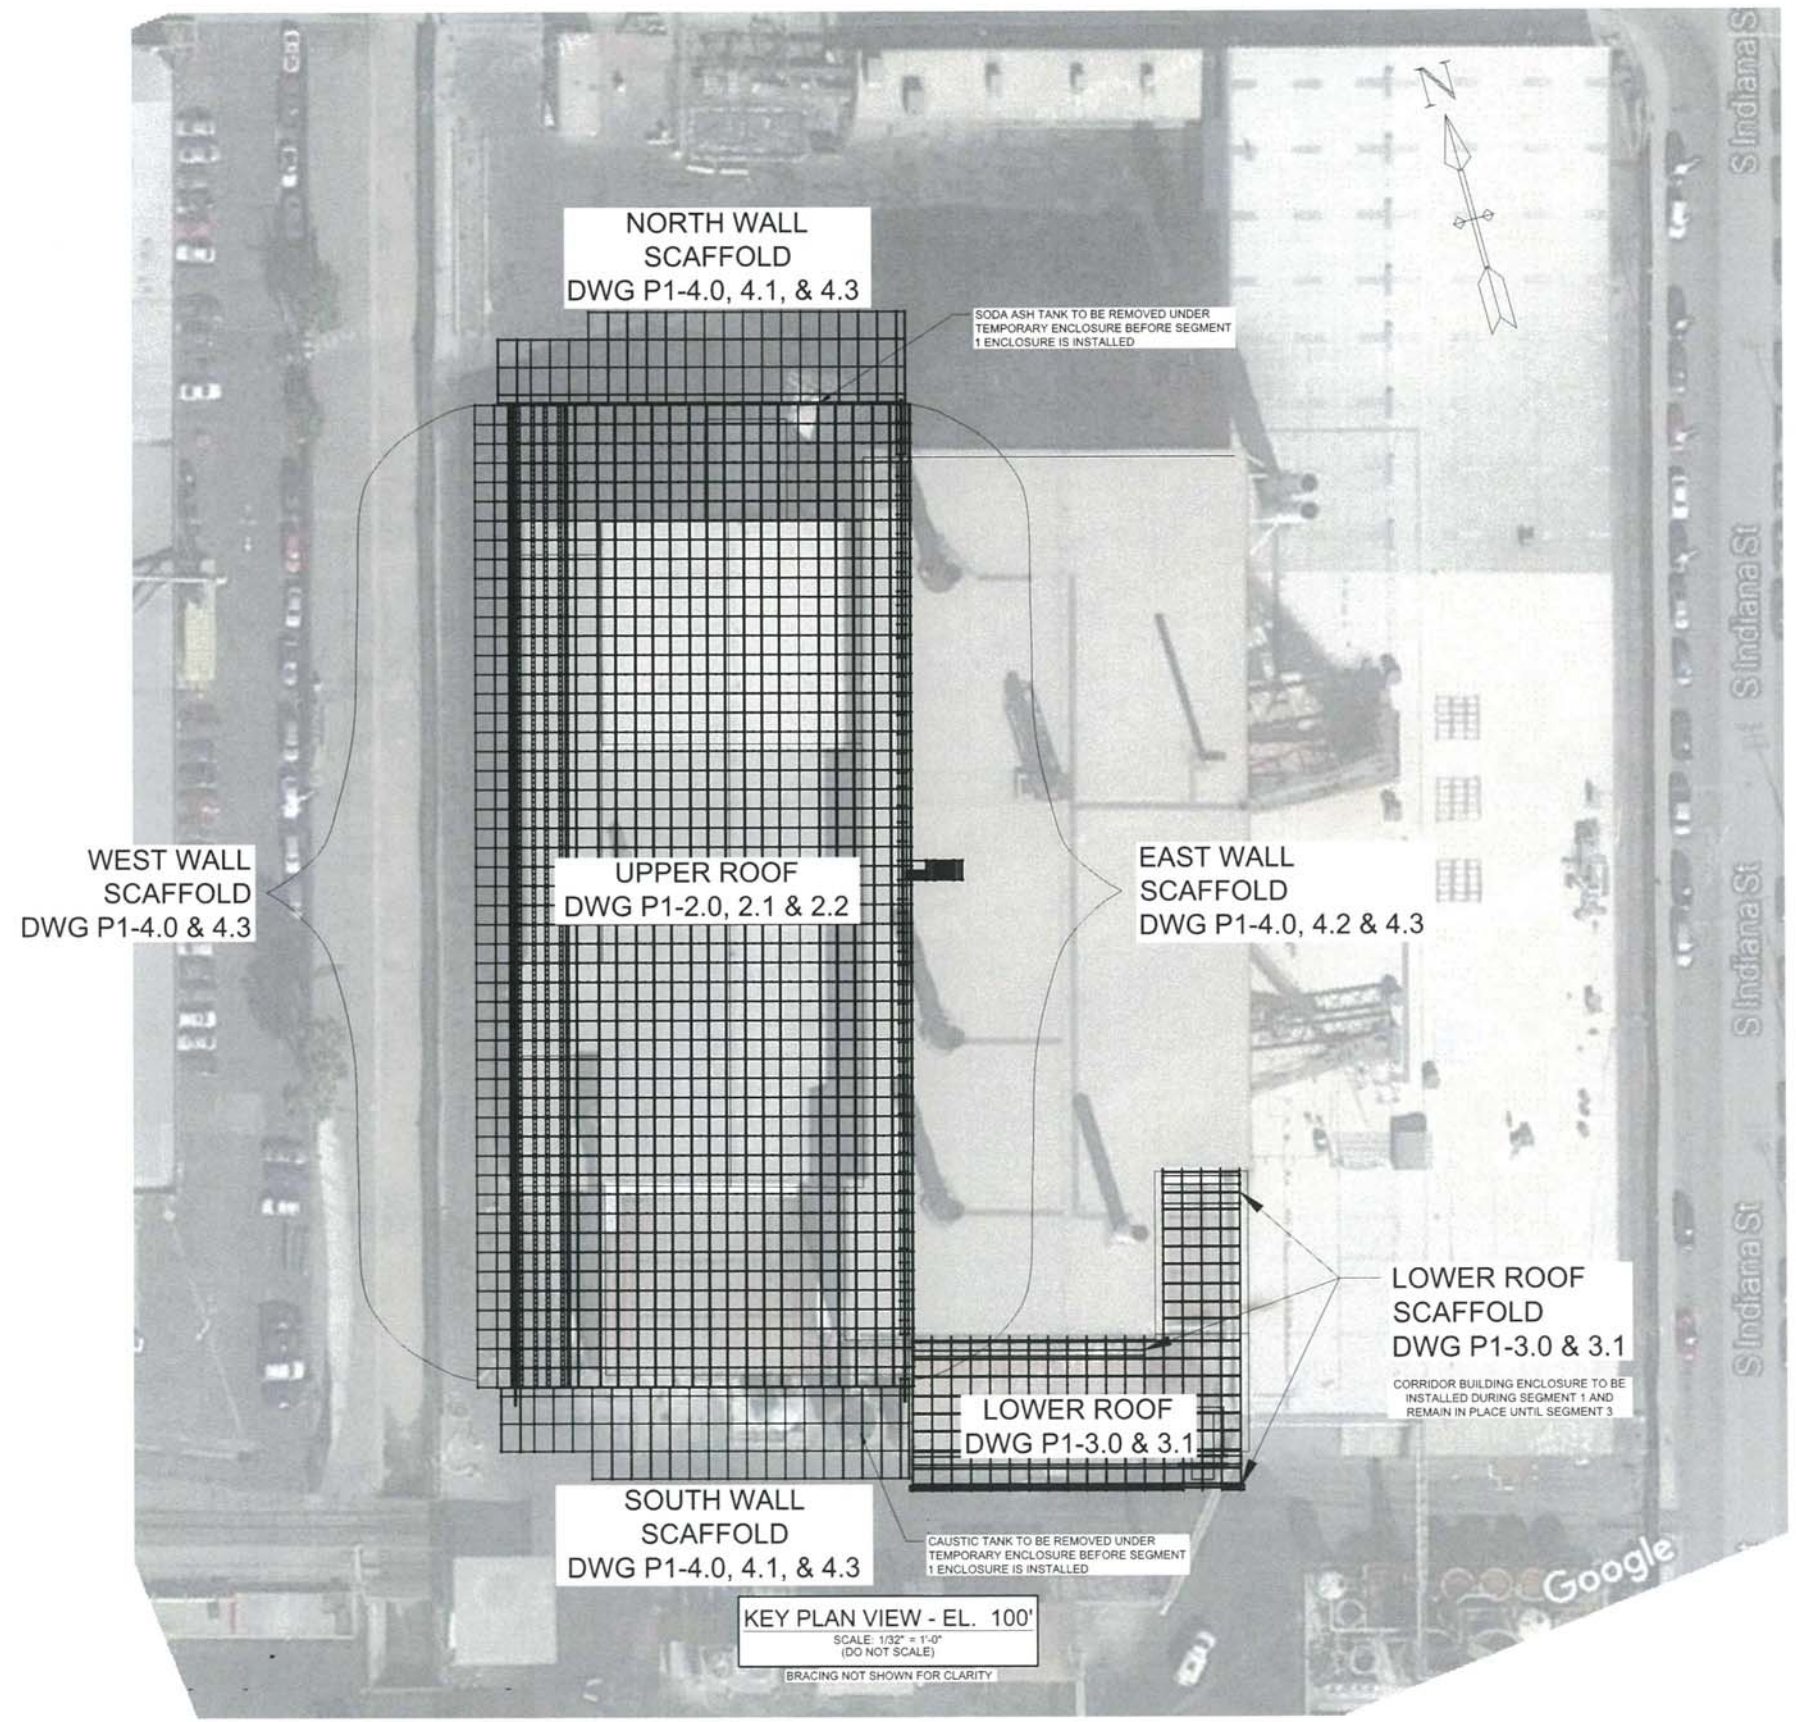 S Indiana St
N
NORTH WALL
SCAFFOLD
DWG P1-4.0, 4.1, & 4.3
SODA ASH TANK TO BE REMOVED UNDER
TEMPORARY ENCLOSURE BEFORE SEGMENT
1 ENCLOSURE IS INSTALLED
S Indiana St
WEST WALL
SCAFFOLD
DWG P1-4.0 & 4.3
UPPER ROOF
DWG P1-2.0, 2.1 & 2.2
EAST WALL
SCAFFOLD
DWG P1-4.0, 4.2 & 4.3
S Indiana St
S Indiana St
LOWER ROOF
SCAFFOLD
DWG P1-3.0 & 3.1
CORRIDOR BUILDING ENCLOSURE TO BE
INSTALLED DURING SEGMENT 1 AND
REMAIN IN PLACE UNTIL SEGMENT 3
LOWER ROOF
DWG P1-3.0 & 3.1
SOUTH WALL
SCAFFOLD
DWG P1-4.0, 4.1, & 4.3
CAUSTIC TANK TO BE REMOVED UNDER
TEMPORARY ENCLOSURE BEFORE SEGMENT
1 ENCLOSURE IS INSTALLED
Google
KEY PLAN VIEW - EL. 100'
SCALE: 1/32" = 1'-0"
(DO NOT SCALE)
BRACING NOT SHOWN FOR CLARITY